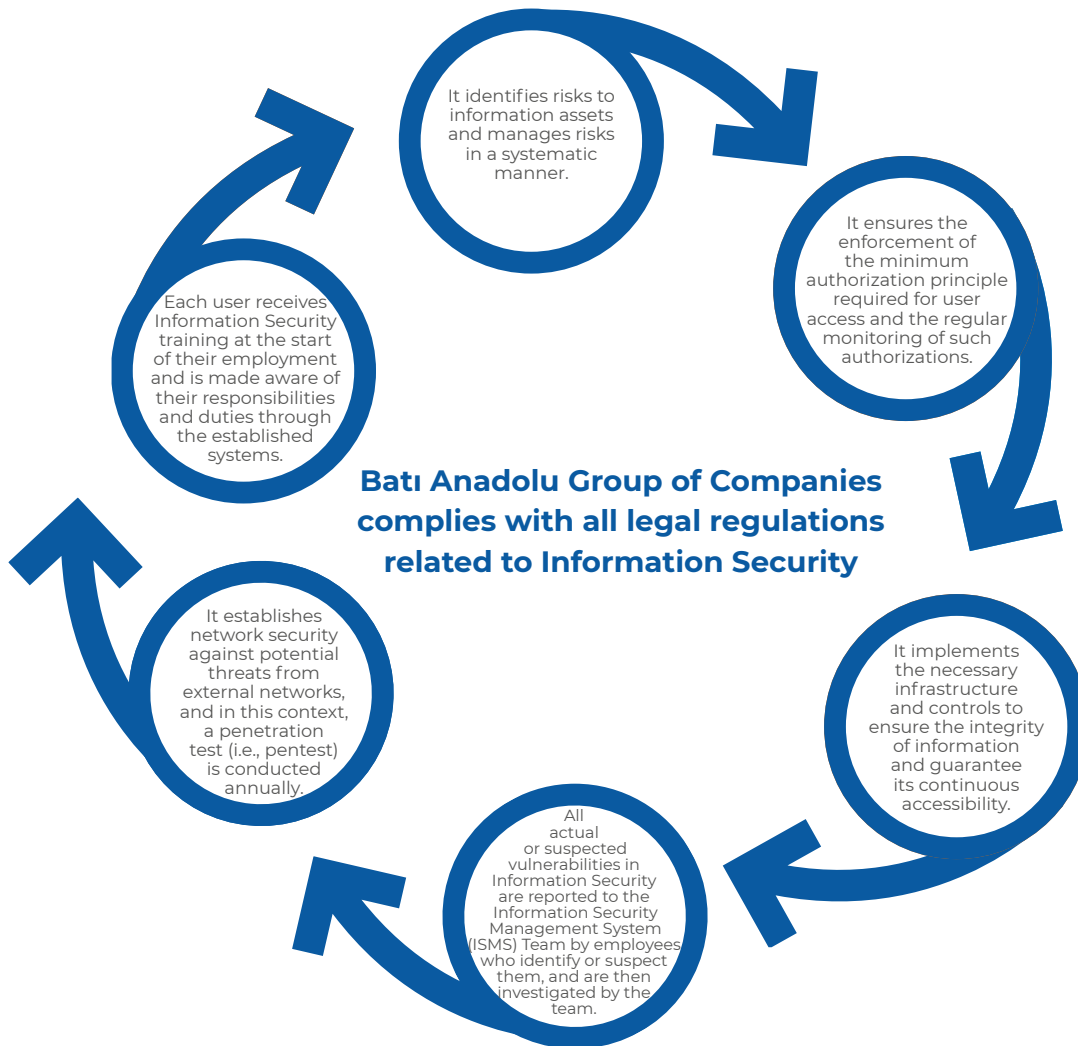 It identifies risks to
information assets
and manages risks
in a systematic
manner.
It ensures the
enforcement of
the minimum
authorization principle
required for user
access and the regular
monitoring of such
authorizations.
It implements
the necessary
infrastructure
and controls to
ensure the integrity
of information
and guarantee
its continuous
accessibility.
All
actual
or suspected
vulnerabilities in
Information Security
are reported to the
Information Security
Management System
(ISMS) Team by employees
who identify or suspect
them, and are then
investigated by the
team.
It establishes
network security
against potential
threats from
external networks,
and in this context,
a penetration
test (i.e., pentest)
is conducted
annually.
Each user receives
Information Security
training at the start
of their employment
and is made aware of
their responsibilities
and duties through
the established
systems.
Batı Anadolu Group of Companies
complies with all legal regulations
related to Information Security